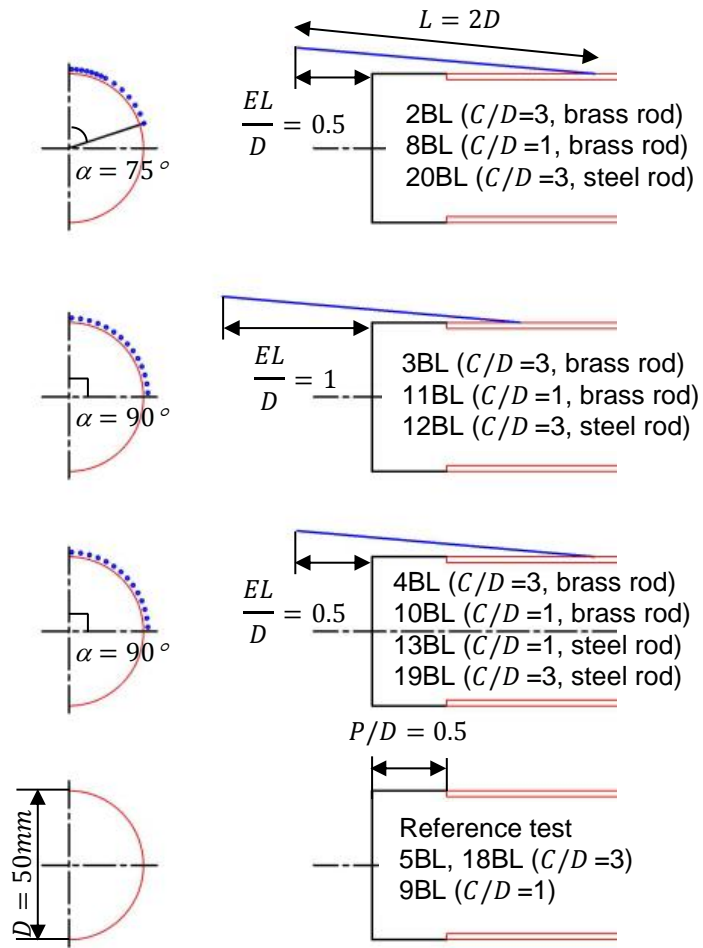 L = 2D
EL/D = 0.5
2BL (C/D=3, brass rod)
8BL (C/D=1, brass rod)
20BL (C/D=3, steel rod)
α = 75°
EL/D = 1
3BL (C/D=3, brass rod)
11BL (C/D=1, brass rod)
12BL (C/D =3, steel rod)
α = 90°
EL/D = 0.5
4BL (C/D =3, brass rod)
10BL (C/D =1, brass rod)
13BL (C/D =1, steel rod)
19BL (C/D =3, steel rod)
α = 90°
P/D = 0.5
D = 50mm
Reference test
5BL, 18BL (C/D =3)
9BL (C/D =1)